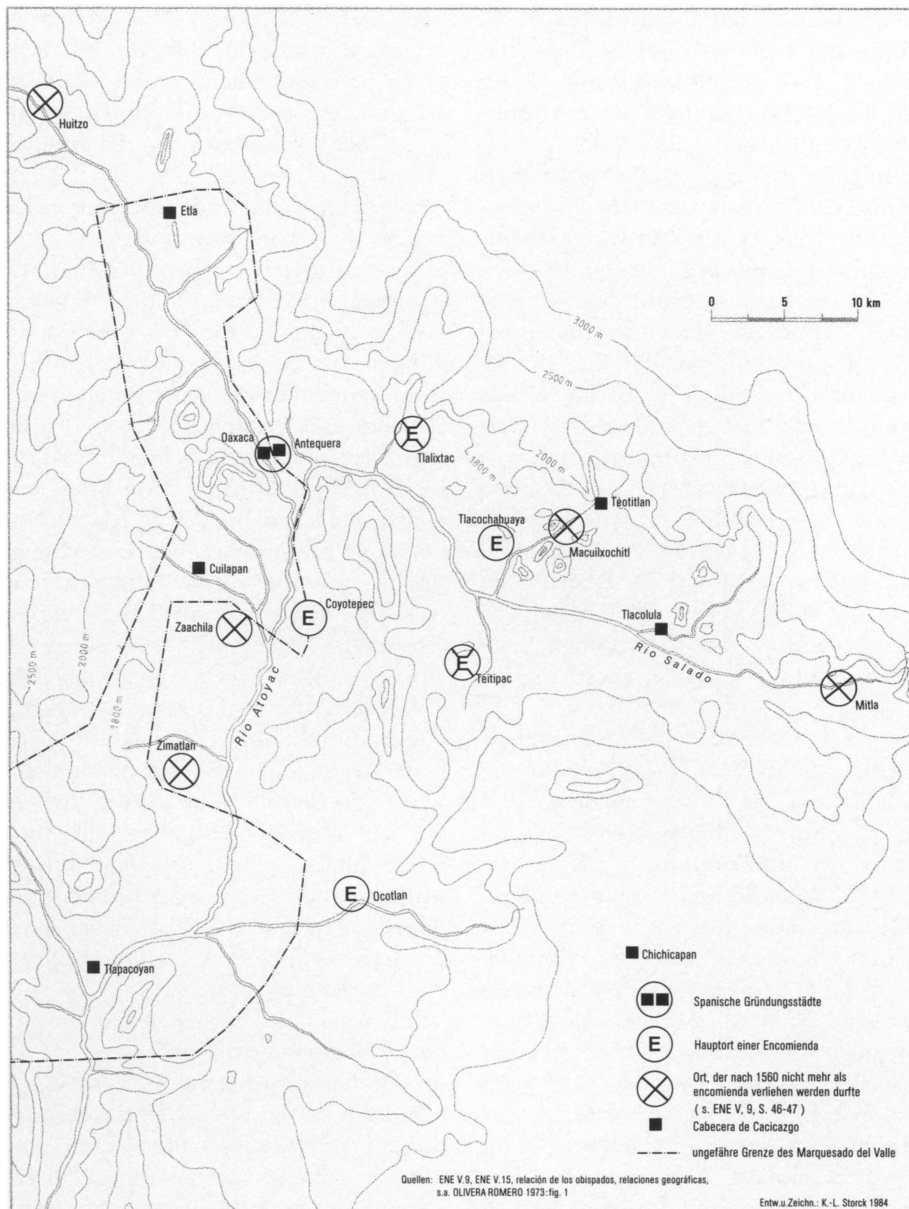 Huitzo
Etla
0 5 10 km
3000 m
2500 m
Oaxaca
Antequera
E
Tlalixtac
1800 m
2000 m
Teotitlan
Tlacochahuaya
E
Macuilxochitl
Cuilapan
Coyotepec
E
Zaachila
Tlacolula
E
Teitipac
Rio Salado
Mitla
2500 m
2000 m
1800 m
Rio Atoyac
Zimatlan
E
Ocotlan
Tlapacoyan
Chichicapan
Spanische Gründungsstädte
E
Hauptort einer Encomienda
Ort, der nach 1560 nicht mehr als
encomienda verliehen werden durfte
( s. ENE V, 9, S. 46-47 )
Cabecera de Cacicazgo
ungefähre Grenze des Marquesado del Valle
Quellen: ENE V.9, ENE V.15, relación de los obispados, relaciones geográficas,
s.a. OLIVERA ROMERO 1973:fig. 1
Entw.u.Zeichn.: K.-L. Storck 1984